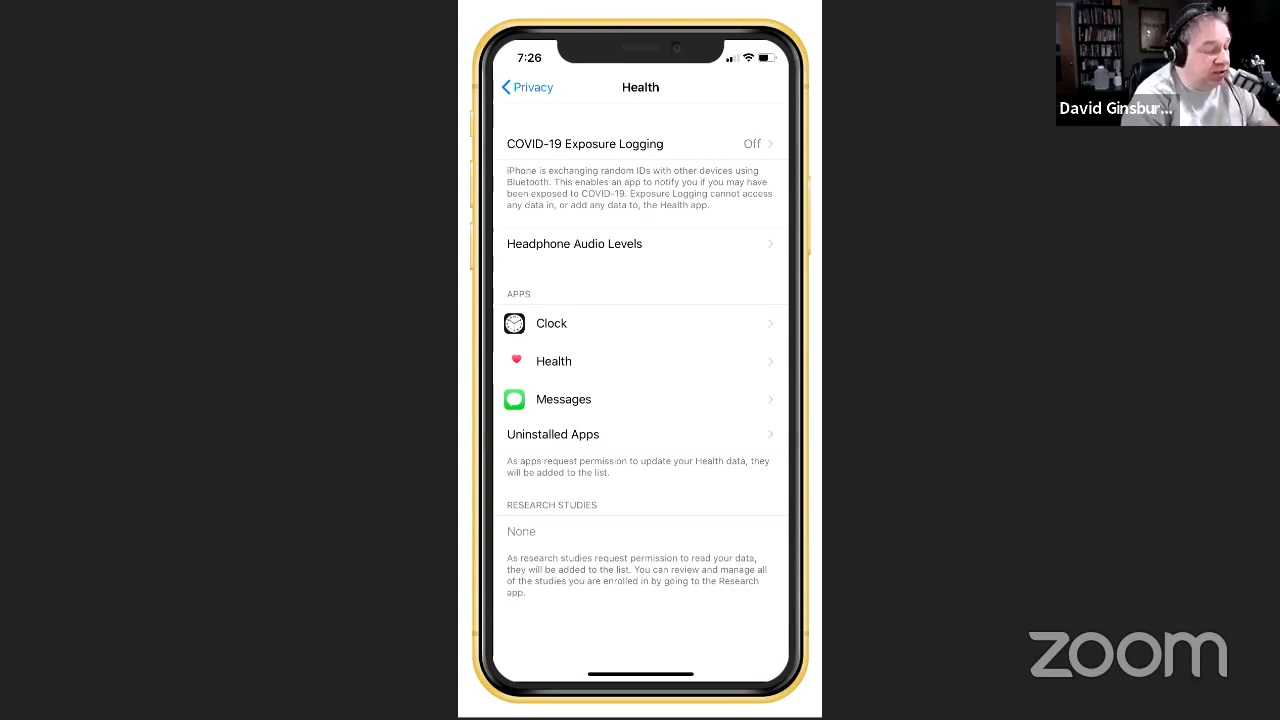 7:26
Privacy
Health
COVID-19 Exposure Logging
Off
iPhone is exchanging random IDs with other devices using
Bluetooth. This enables an app to notify you if you may have
been exposed to COVID-19. Exposure Logging cannot access
any data in, or add any data to, the Health app.
Headphone Audio Levels
APPS
Clock
Health
Messages
Uninstalled Apps
As apps request permission to update your Health data, they
will be added to the list.
RESEARCH STUDIES
None
As research studies request permission to read your data,
they will be added to the list. You can review and manage all
of the studies you are enrolled in by going to the Research
app.
David Ginsbur...
zoom